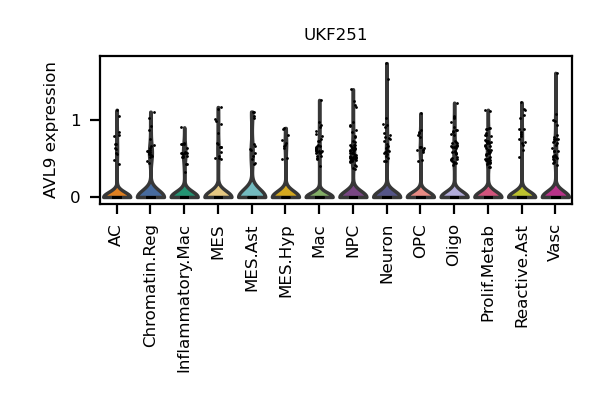 UKF251
AVL9 expression
1
0
AC
Chromatin.Reg
Inflammatory.Mac
MES
MES.Ast
MES.Hyp
Mac
NPC
Neuron
OPC
Oligo
Prolif.Metab
Reactive.Ast
Vasc